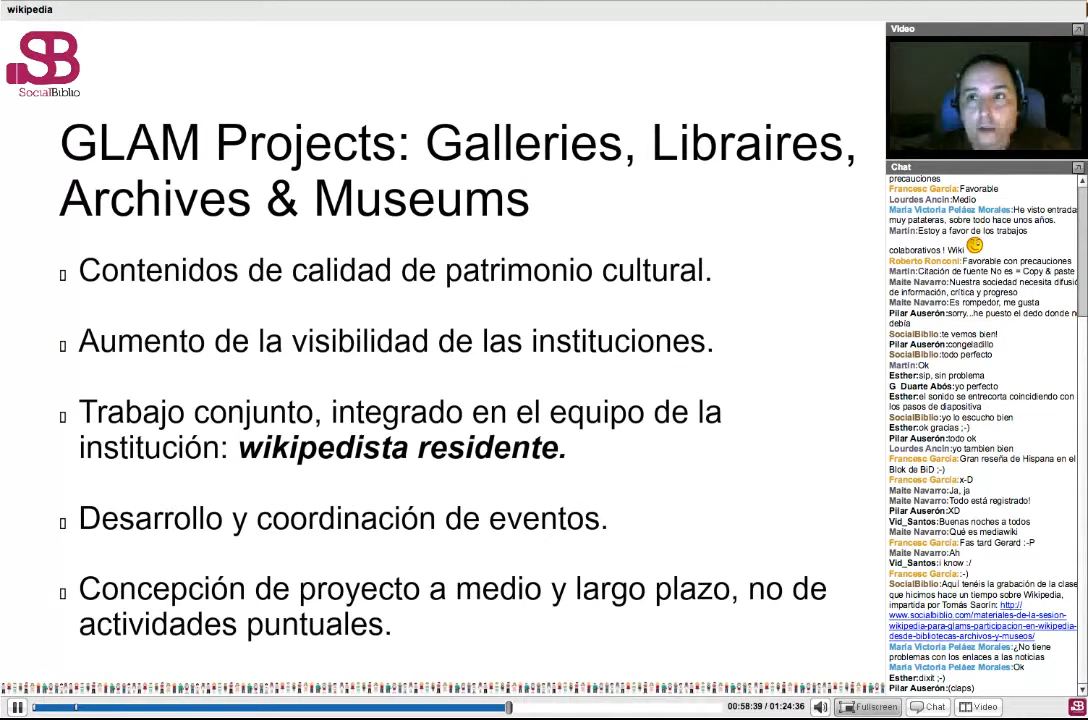 wikipedia
SB
SocialBiblio
GLAM Projects: Galleries, Libraires,
Archives & Museums
Contenidos de calidad de patrimonio cultural.
Aumento de la visibilidad de las instituciones.
Trabajo conjunto, integrado en el equipo de la
institución: wikipedista residente.
Desarrollo y coordinación de eventos.
Concepción de proyecto a medio y largo plazo, no de
actividades puntuales.
Video
Chat
precauciones
Francesc García:Favorable
Lourdes Ancin:Medio
María Victoria Peláez Morales:He visto entrada
muy patateras, sobre todo hace unos años.
Martin:Estoy a favor de los trabajos
colaborativos ! Wiki
Roberto Ronconi:Favorable con precauciones
Martin:Citación de fuente No es = Copy & paste
Maite Navarro:Nuestra sociedad necesita difusió
de información, crítica y progreso
Maite Navarro:Es rompedor, me gusta
Pilar Auserón:sorry...he puesto el dedo donde n
debía
SocialBiblio:te vemos bien!
Pilar Auserón:congeladillo
SocialBiblio:todo perfecto
Martin:Ok
Esther:sip, sin problema
G Duarte Abós:yo perfecto
Esther:el sonido se entrecorta coincidiendo con
los pasos de diapositiva
SocialBiblio:yo lo escucho bien
Esther:ok gracias ;-)
Pilar Auserón:todo ok
Lourdes Ancin:yo tambien bien
Francesc García:Gran reseña de Hispana en el
Blok de BiD ;-)
Francesc García:x-D
Maite Navarro:Ja, ja
Maite Navarro:Todo está registrado!
Pilar Auserón:XD
Vid_Santos:Buenas noches a todos
Maite Navarro:Qué es mediawiki
Francesc García:Fas tard Gerard :-P
Maite Navarro:Ah
Vid_Santos:i know :/
Francesc García::-)
SocialBiblio:Aquí tenéis la grabación de la clase
que hicimos hace un tiempo sobre Wikipedia,
impartida por Tomás Saorín: http://
www.socialbiblio.com/materiales-de-la-sesion-
wikipedia-para-glams-participacion-en-wikipedia-
desde-bibliotecas-archivos-y-museos/
María Victoria Peláez Morales:¿No tiene
problemas con los enlaces a las noticias
María Victoria Peláez Morales:Ok
Esther:dixit ;-)
Pilar Auserón:(claps)
00:58:39 / 01:24:36
Fullscreen
Chat
Video
SB